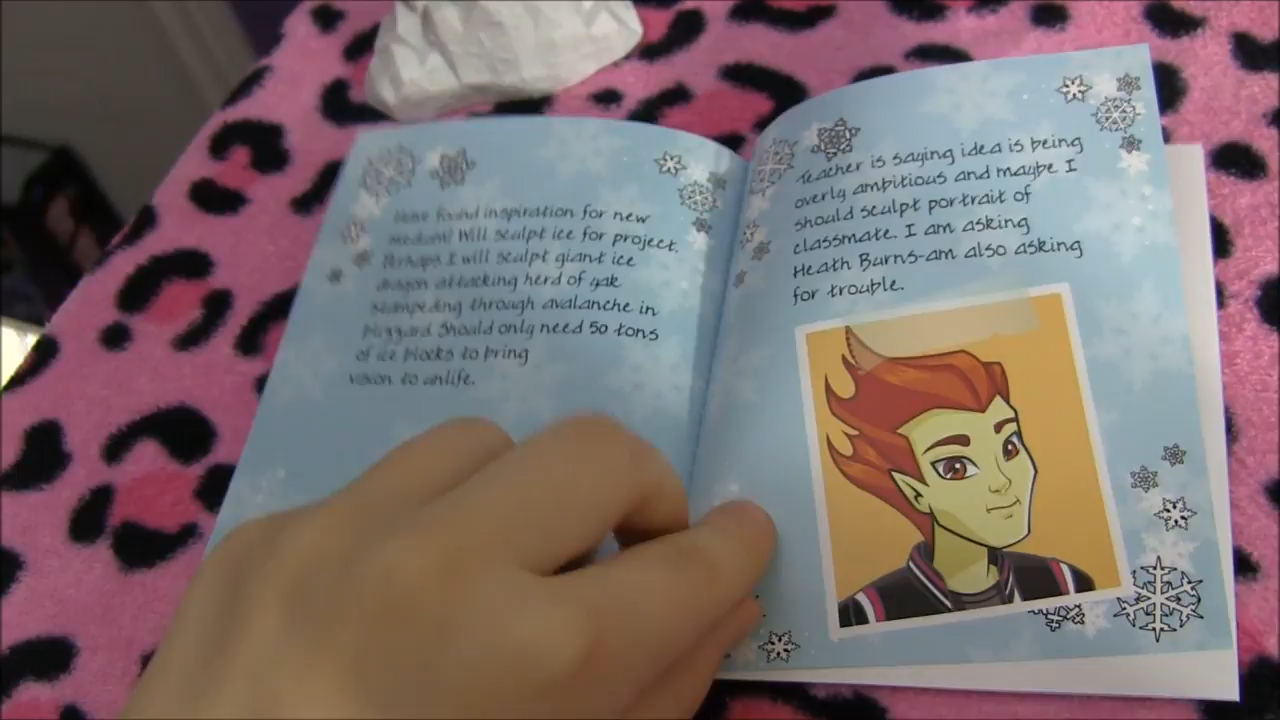 Have found inspiration for new
medium! Will sculpt ice for project.
Perhaps I will sculpt giant ice
dragon attacking herd of yak
stampeding through avalanche in
blizzard. Should only need 50 tons
of ice blocks to bring
vision to unlife.
Teacher is saying idea is being
overly ambitious and maybe I
should sculpt portrait of
classmate. I am asking
Heath Burns-am also asking
for trouble.